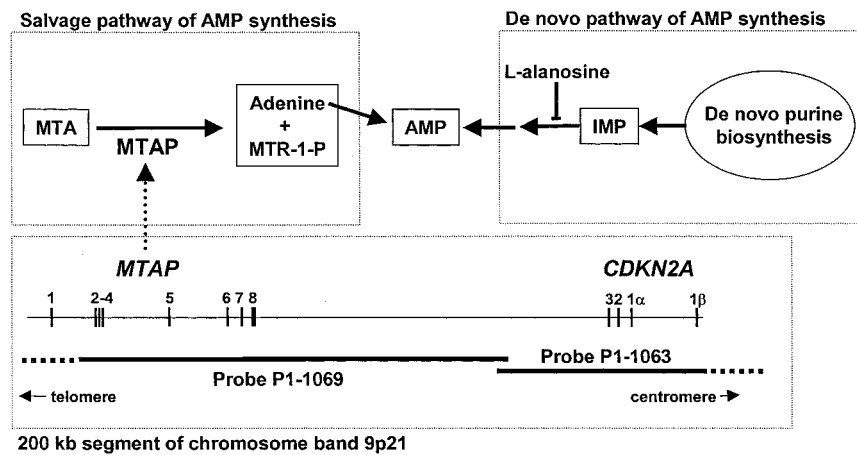 Salvage pathway of AMP synthesis
De novo pathway of AMP synthesis
L-alanosine
MTA
MTAP
Adenine
+
MTR-1-P
AMP
IMP
De novo purine
biosynthesis
MTAP
CDKN2A
1 2-4 5 6 7 8 3 2 1α 1β
Probe P1-1069
Probe P1-1063
telomere
centromere
200 kb segment of chromosome band 9p21